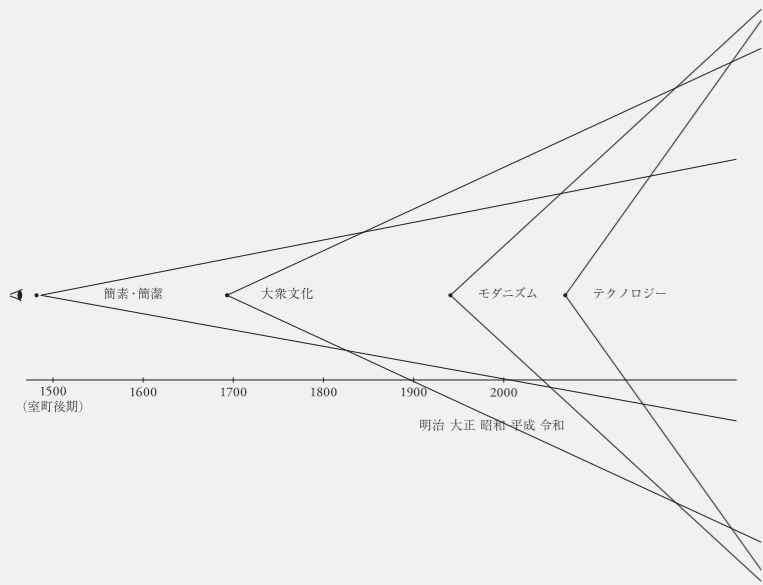 簡素・簡潔
大衆文化
モダニズム
テクノロジー
1500
1600
1700
1800
1900
2000
（室町後期）
明治 大正 昭和 平成 令和